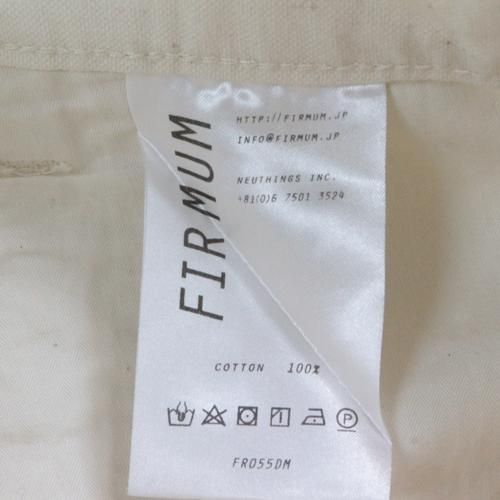 FIRMUM
HTTP://FIRMUM.JP
INFO@FIRMUM.JP
NEUTHINGS INC.
+81(0)6 7501 3524
COTTON 100%
P
FR055DM